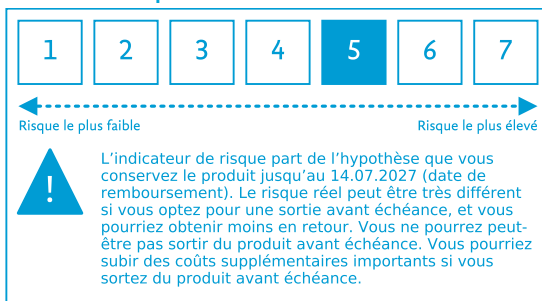 1 2 3 4 5 6 7
Risque le plus faible Risque le plus élevé
!
L'indicateur de risque part de l'hypothèse que vous
conservez le produit jusqu'au 14.07.2027 (date de
remboursement). Le risque réel peut être très différent
si vous optez pour une sortie avant échéance, et vous
pourriez obtenir moins en retour. Vous ne pourrez peut-
être pas sortir du produit avant échéance. Vous pourriez
subir des coûts supplémentaires importants si vous
sortez du produit avant échéance.